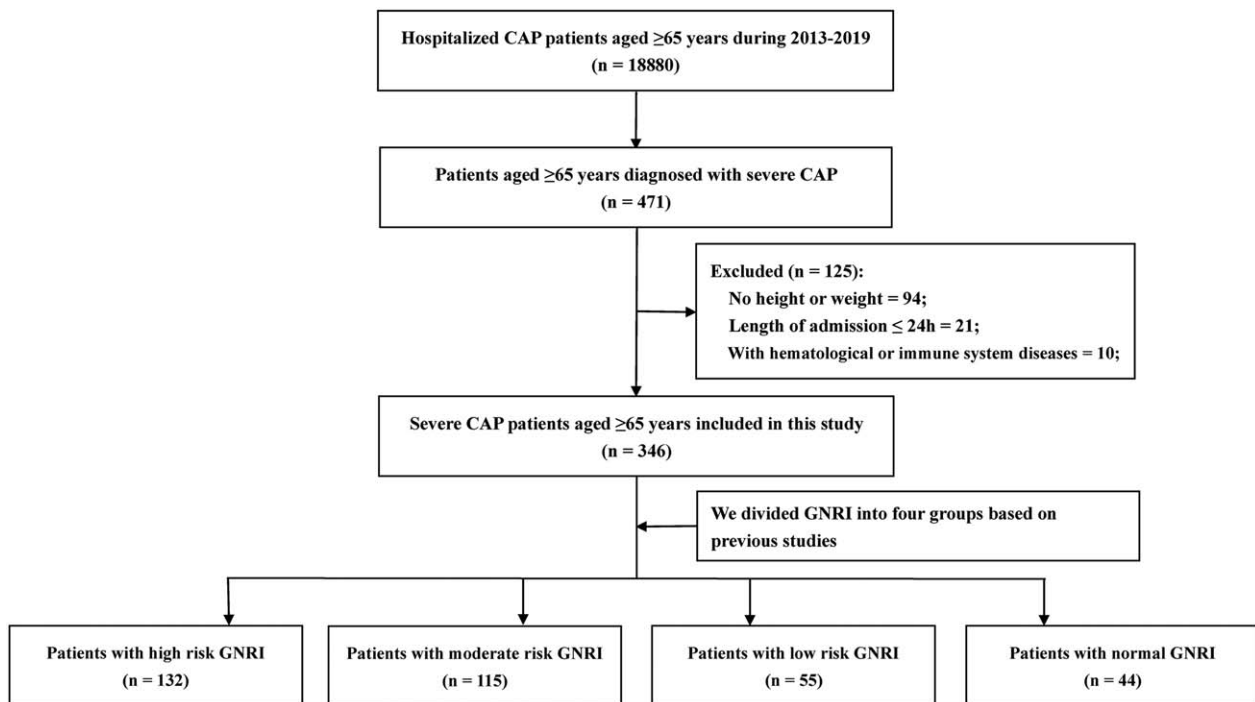 Hospitalized CAP patients aged ≥65 years during 2013-2019
(n = 18880)
Patients aged ≥65 years diagnosed with severe CAP
(n = 471)
Excluded (n = 125):
No height or weight = 94;
Length of admission ≤ 24h = 21;
With hematological or immune system diseases = 10;
Severe CAP patients aged ≥65 years included in this study
(n = 346)
We divided GNRI into four groups based on
previous studies
Patients with high risk GNRI
(n = 132)
Patients with moderate risk GNRI
(n = 115)
Patients with low risk GNRI
(n = 55)
Patients with normal GNRI
(n = 44)